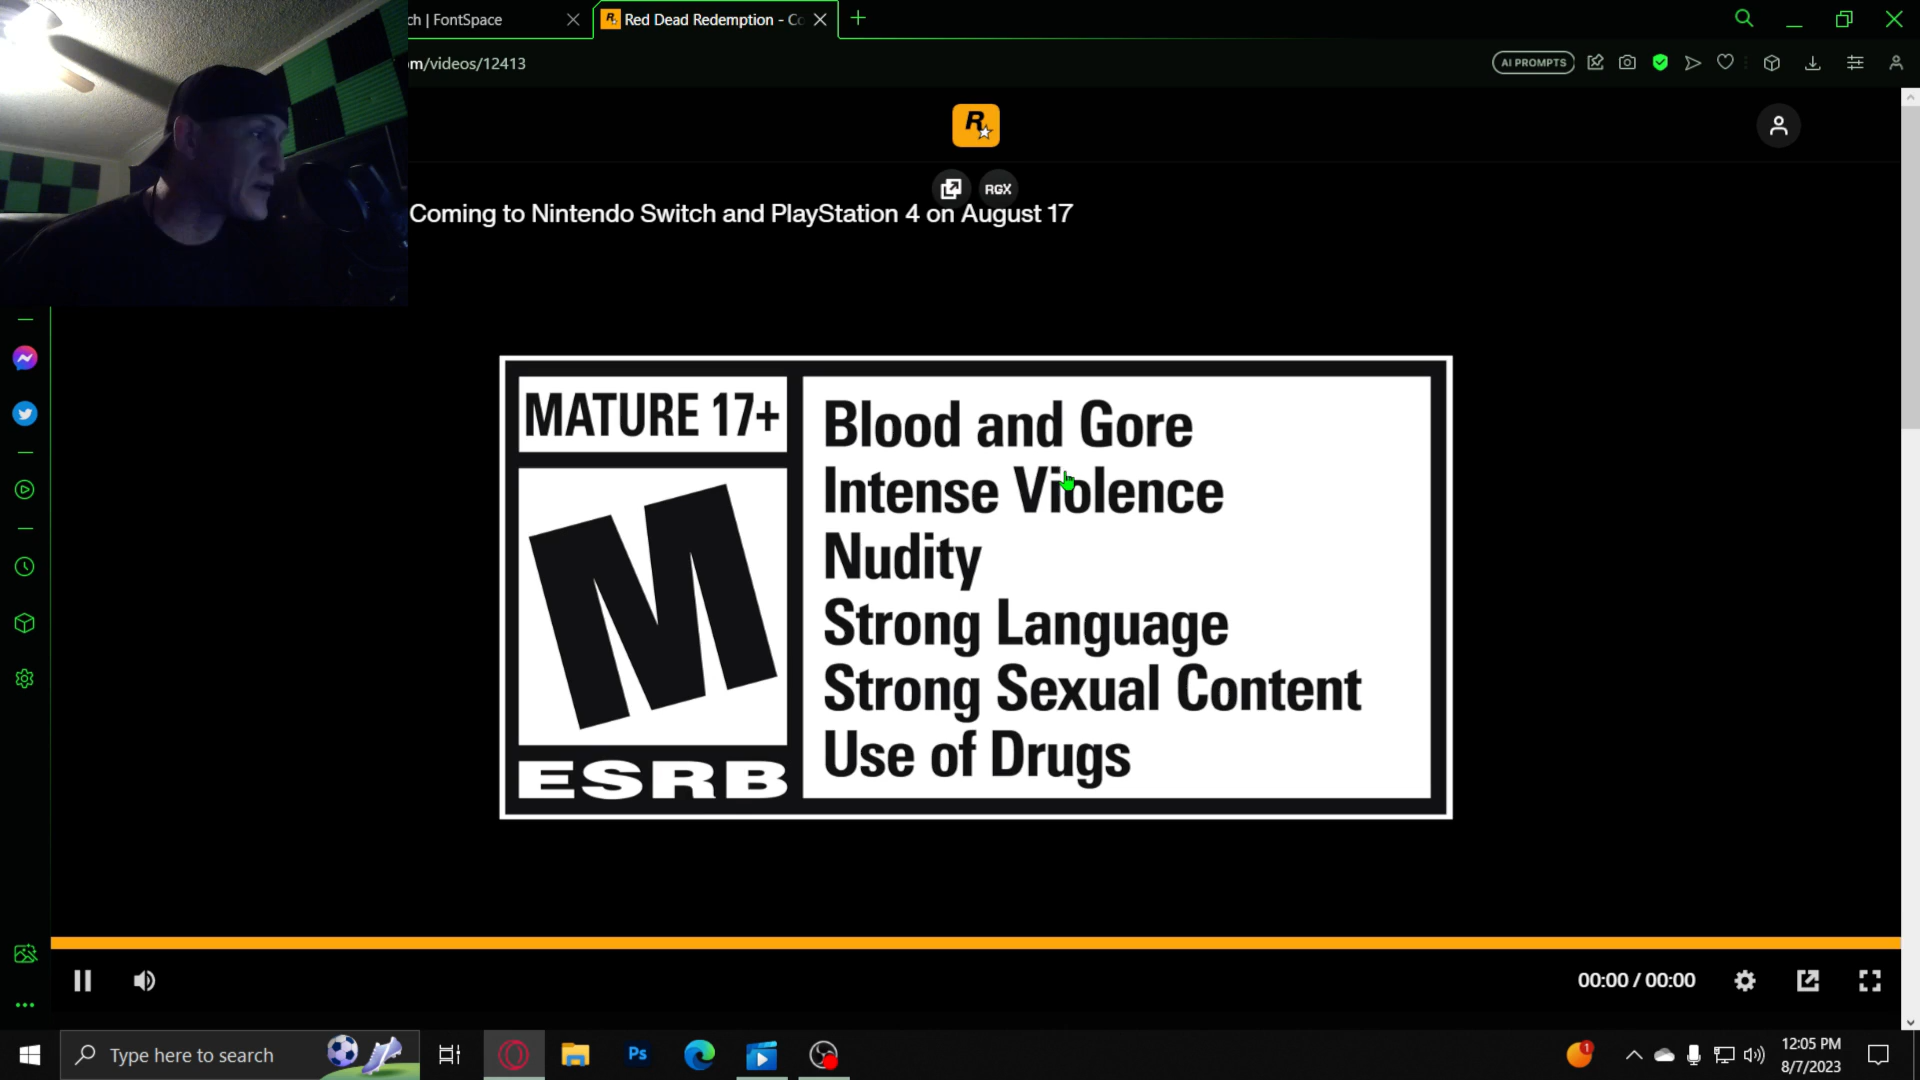 ch | FontSpace
Red Dead Redemption - Co
m/videos/12413
AI PROMPTS
R
RGX
Coming to Nintendo Switch and PlayStation 4 on August 17
MATURE 17+
M
ESRB
Blood and Gore
Intense Violence
Nudity
Strong Language
Strong Sexual Content
Use of Drugs
00:00 / 00:00
Type here to search
Ps
1
12:05 PM
8/7/2023